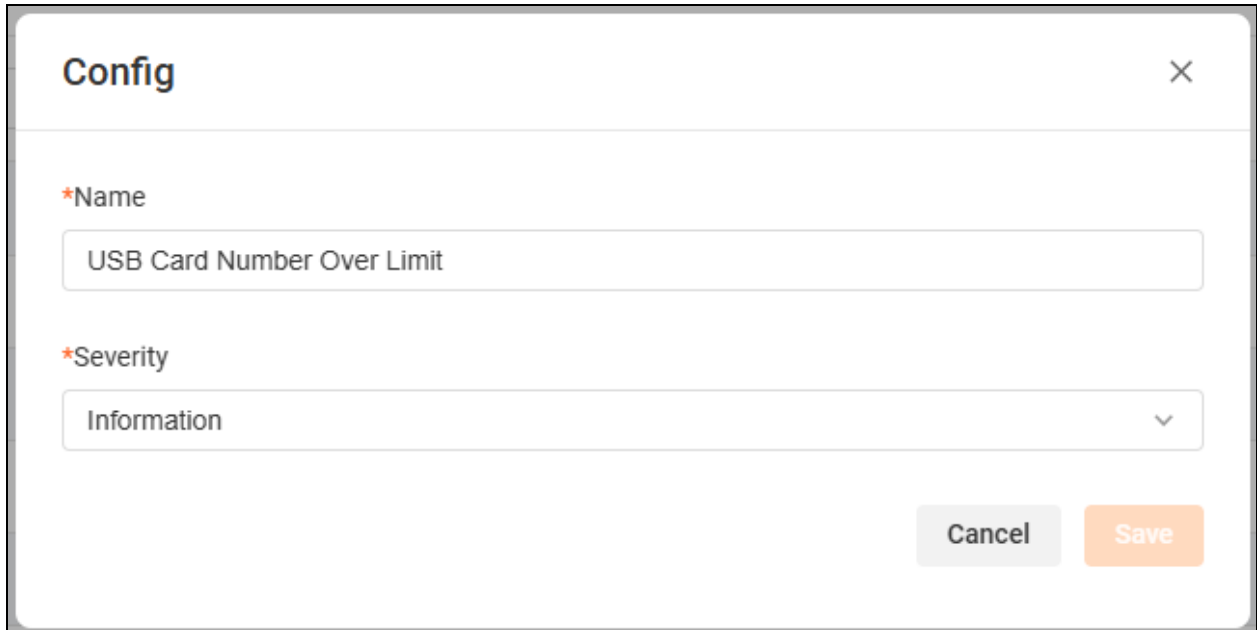 Config
*Name
USB Card Number Over Limit
*Severity
Information
Cancel Save